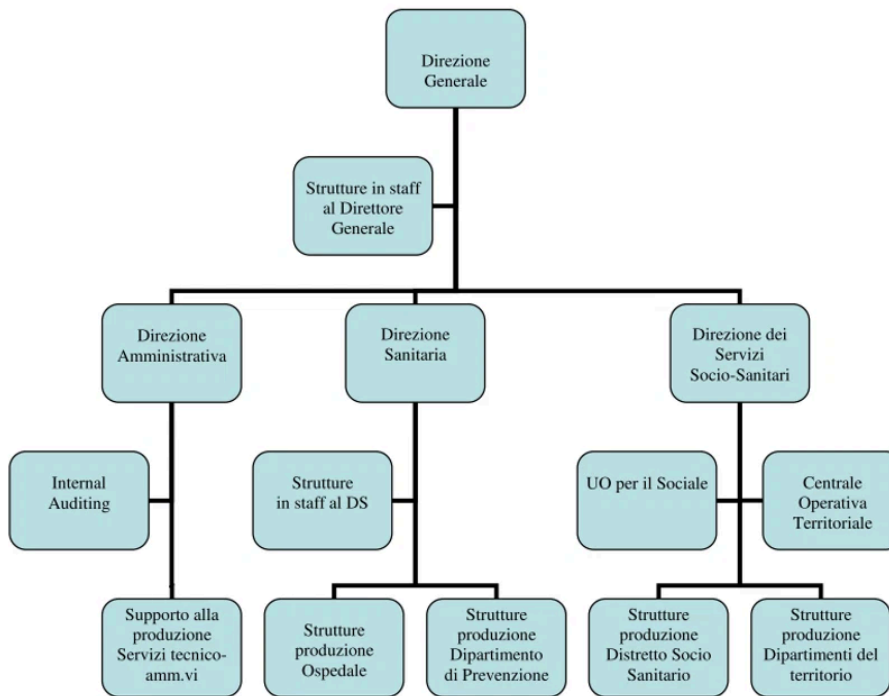 Direzione
Generale
Strutture in staff
al Direttore
Generale
Direzione
Amministrativa
Direzione
Sanitaria
Direzione dei
Servizi
Socio-Sanitari
Internal
Auditing
Strutture
in staff al DS
UO per il Sociale
Centrale
Operativa
Territoriale
Supporto alla
produzione
Servizi tecnico-
amm.vi
Strutture
produzione
Ospedale
Strutture
produzione
Dipartimento
di Prevenzione
Strutture
produzione
Distretto Socio
Sanitario
Strutture
produzione
Dipartimenti del
territorio